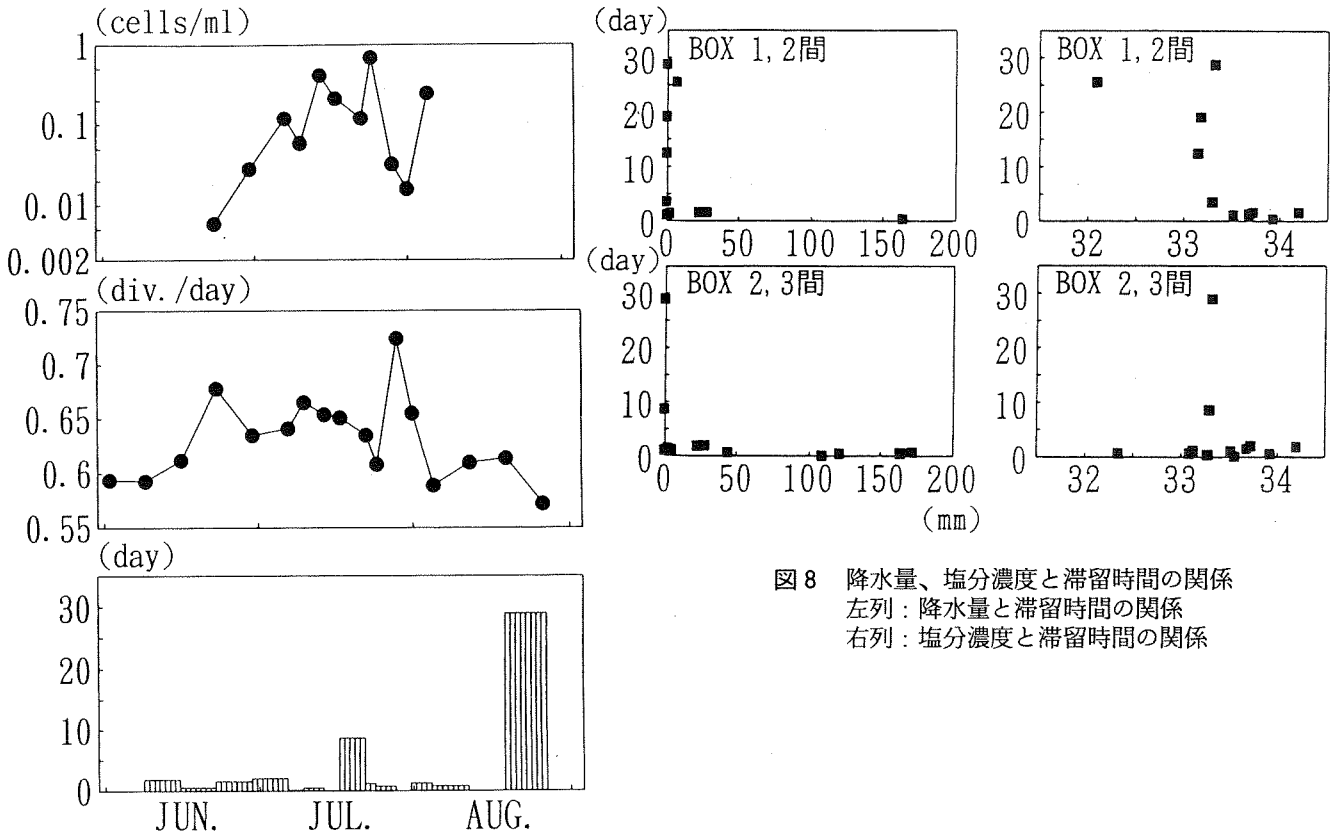 (cells/ml)
1
0.1
0.01
0.002
(div./day)
0.75
0.7
0.65
0.6
0.55
(day)
30
20
10
0
JUN. JUL. AUG.
(day)
30
20
10
0
BOX 1,2間
0 50 100 150 200
BOX 1,2間
30
20
10
0
32 33 34
(day)
30
20
10
0
BOX 2,3間
0 50 100 150 200
(mm)
BOX 2,3間
30
20
10
0
32 33 34
図8 降水量、塩分濃度と滞留時間の関係
左列：降水量と滞留時間の関係
右列：塩分濃度と滞留時間の関係